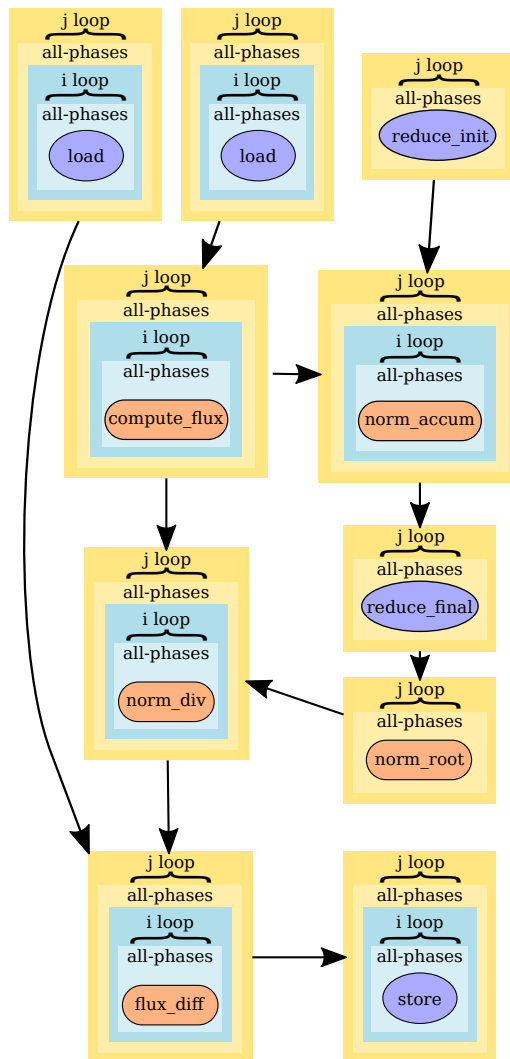 j loop
all-phases
i loop
all-phases
load
j loop
all-phases
i loop
all-phases
load
j loop
all-phases
reduce_init
j loop
all-phases
i loop
all-phases
compute_flux
j loop
all-phases
i loop
all-phases
norm_accum
j loop
all-phases
reduce_final
j loop
all-phases
i loop
all-phases
norm_div
j loop
all-phases
norm_root
j loop
all-phases
i loop
all-phases
flux_diff
j loop
all-phases
i loop
all-phases
store